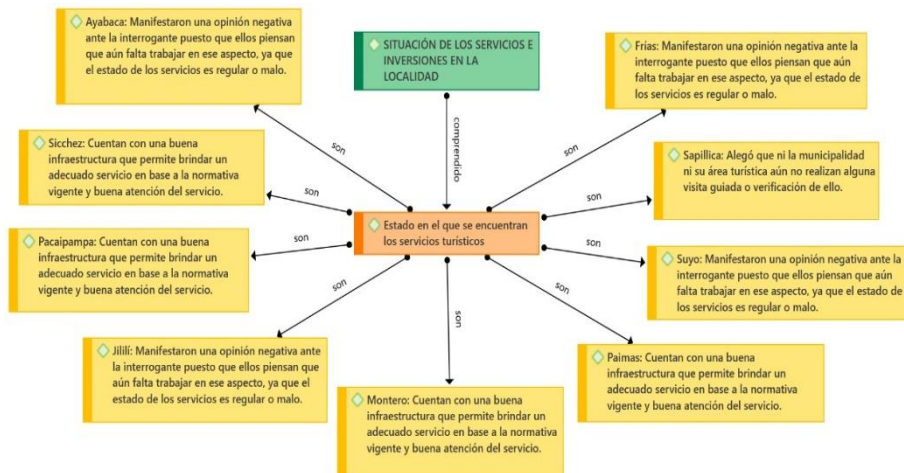 Ayabaca: Manifestaron una opinión negativa
ante la interrogante puesto que ellos piensan
que aún falta trabajar en ese aspecto, ya que
el estado de los servicios es regular o malo.
SITUACIÓN DE LOS SERVICIOS E
INVERSIONES EN LA
LOCALIDAD
Frías: Manifestaron una opinión negativa ante la
interrogante puesto que ellos piensan que aún
falta trabajar en ese aspecto, ya que el estado de
los servicios es regular o malo.
comprendido
son
son
Sicchez: Cuentan con una buena
infraestructura que permite brindar un
adecuado servicio en base a la normativa
vigente y buena atención del servicio.
son
son
Sapillica: Alegó que ni la municipalidad
ni su área turística aún no realizan alguna
visita guiada o verificación de ello.
Estado en el que se encuentran
los servicios turísticos
Pacaipampa: Cuentan con una buena
infraestructura que permite brindar un
adecuado servicio en base a la normativa
vigente y buena atención del servicio.
son
son
Suyo: Manifestaron una opinión negativa ante la
interrogante puesto que ellos piensan que aún
falta trabajar en ese aspecto, ya que el estado de
los servicios es regular o malo.
son
son
son
Jililí: Manifestaron una opinión negativa ante
la interrogante puesto que ellos piensan que
aún falta trabajar en ese aspecto, ya que el
estado de los servicios es regular o malo.
Montero: Cuentan con una buena
infraestructura que permite brindar un
adecuado servicio en base a la normativa
vigente y buena atención del servicio.
Paimas: Cuentan con una buena
infraestructura que permite brindar un
adecuado servicio en base a la normativa
vigente y buena atención del servicio.